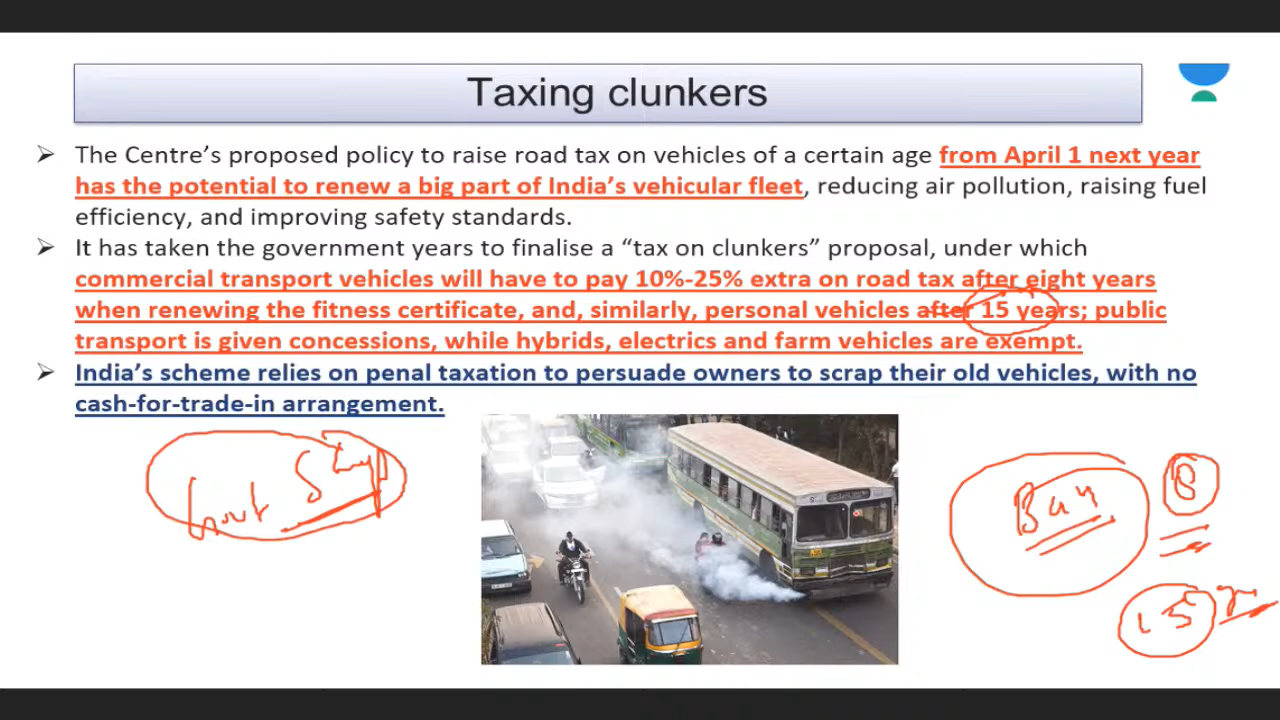 Taxing clunkers
➢ The Centre’s proposed policy to raise road tax on vehicles of a certain age from April 1 next year
has the potential to renew a big part of India’s vehicular fleet, reducing air pollution, raising fuel
efficiency, and improving safety standards.
➢ It has taken the government years to finalise a “tax on clunkers” proposal, under which
commercial transport vehicles will have to pay 10%-25% extra on road tax after eight years
when renewing the fitness certificate, and, similarly, personal vehicles after 15 years; public
transport is given concessions, while hybrids, electrics and farm vehicles are exempt.
➢ India’s scheme relies on penal taxation to persuade owners to scrap their old vehicles, with no
cash-for-trade-in arrangement.
Govt
8
15